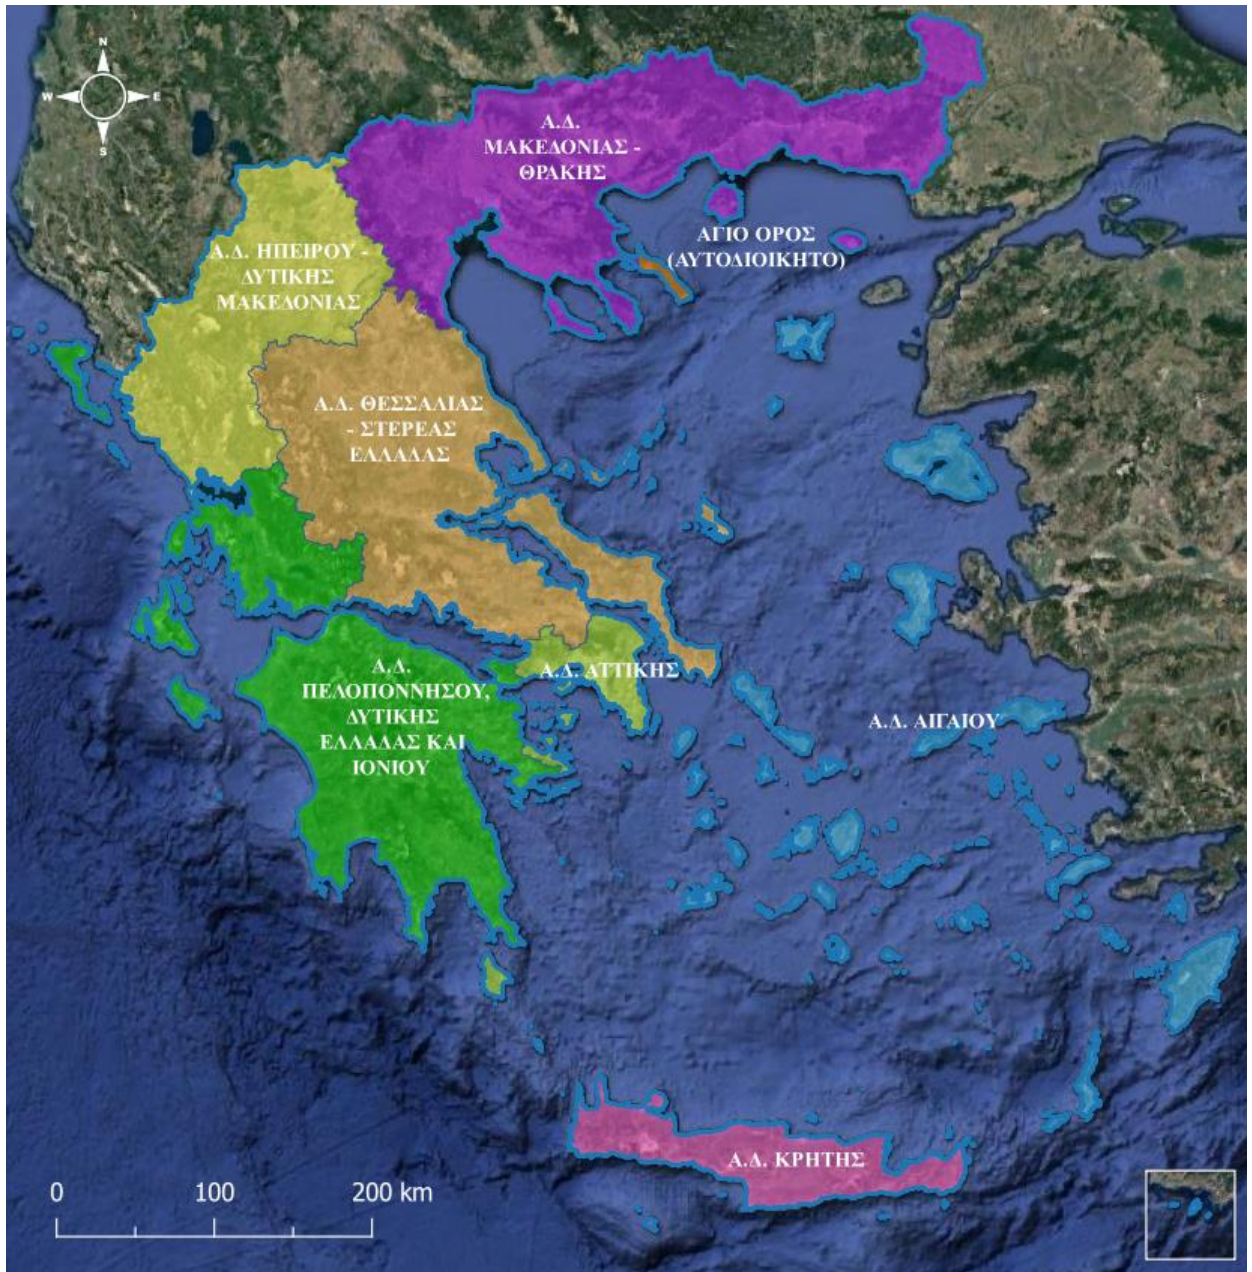 N
W E
S
Α.Δ.
ΜΑΚΕΔΟΝΙΑΣ -
ΘΡΑΚΗΣ
ΑΓΙΟ ΟΡΟΣ
(ΑΥΤΟΔΙΟΙΚΗΤΟ)
Α.Δ. ΗΠΕΙΡΟΥ -
ΔΥΤΙΚΗΣ
ΜΑΚΕΔΟΝΙΑΣ
Α.Δ. ΘΕΣΣΑΛΙΑΣ
- ΣΤΕΡΕΑΣ
ΕΛΛΑΔΑΣ
Α.Δ. ΑΤΤΙΚΗΣ
Α.Δ.
ΠΕΛΟΠΟΝΝΗΣΟΥ,
ΔΥΤΙΚΗΣ
ΕΛΛΑΔΑΣ ΚΑΙ
ΙΟΝΙΟΥ
Α.Δ. ΑΙΓΑΙΟΥ
Α.Δ. ΚΡΗΤΗΣ
0 100 200 km